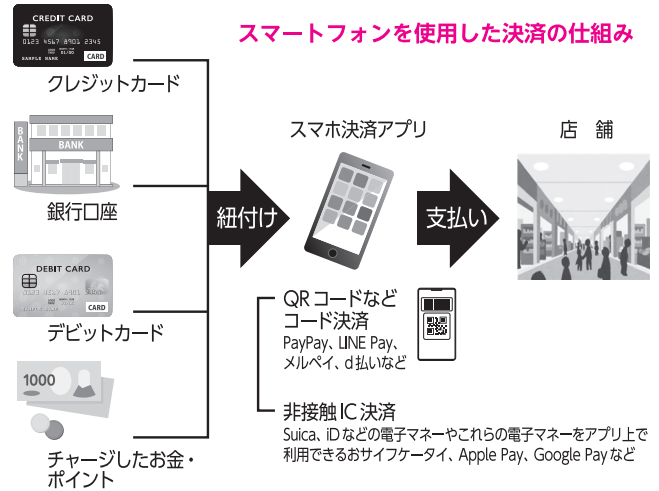 スマートフォンを使用した決済の仕組み
CREDIT CARD
0123 4567 8901 2345
01/00
SAMPLE NAME
CARD
クレジットカード
BANK
BANK
銀行口座
DEBIT CARD
CARD
デビットカード
1000
チャージしたお金・
ポイント
紐付け
スマホ決済アプリ
支払い
店 舗
QRコードなど
コード決済
PayPay、LINE Pay、
メルペイ、d払いなど
非接触IC決済
Suica、iDなどの電子マネーやこれらの電子マネーをアプリ上で
利用できるおサイフケータイ、Apple Pay、Google Payなど